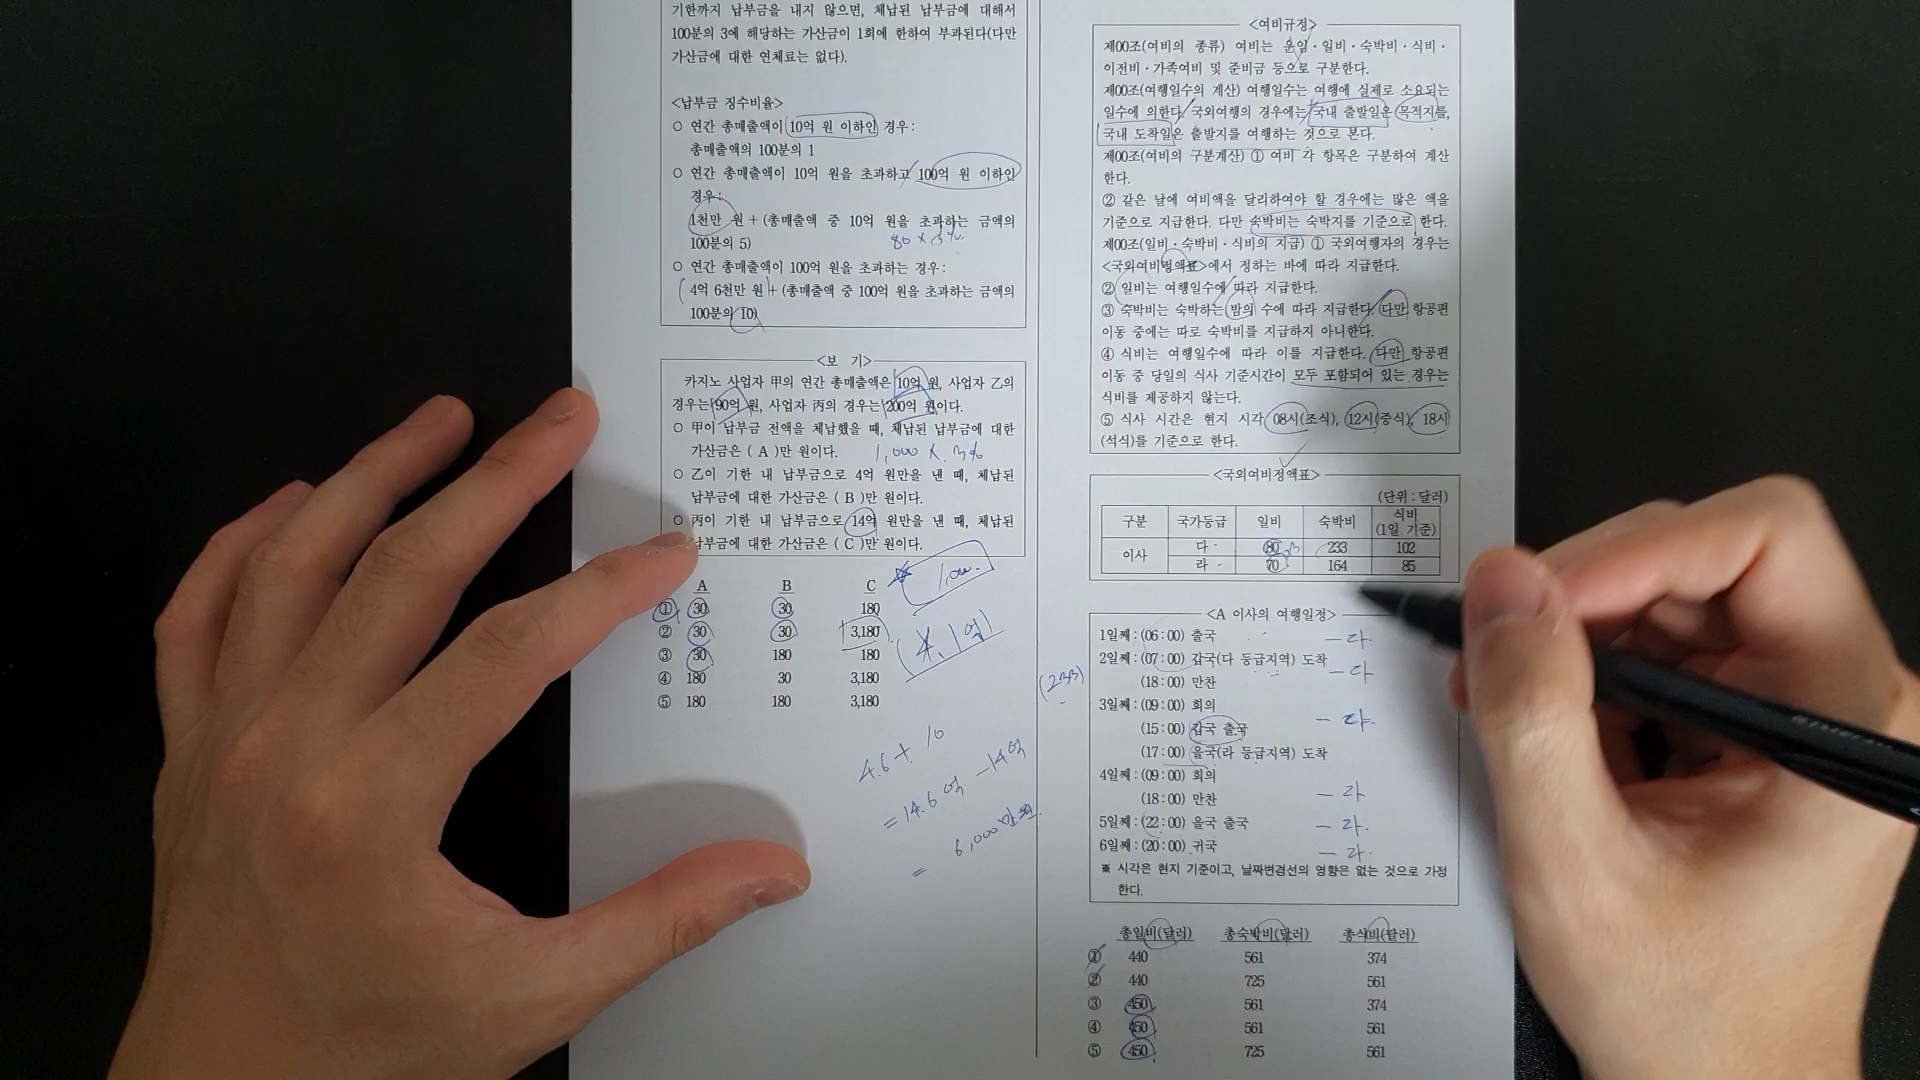 기한까지 납부금을 내지 않으면, 체납된 납부금에 대해서
100분의 3에 해당하는 가산금이 1회에 한하여 부과된다(다만
가산금에 대한 연체료는 없다).
<납부금 징수비율>
○ 연간 총매출액이 10억 원 이하인 경우:
총매출액의 100분의 1
○ 연간 총매출액이 10억 원을 초과하고 100억 원 이하인
경우:
1천만 원 + (총매출액 중 10억 원을 초과하는 금액의
100분의 5)
80 × 5%
○ 연간 총매출액이 100억 원을 초과하는 경우:
4억 6천만 원 + (총매출액 중 100억 원을 초과하는 금액의
100분의 10)
<보 기>
카지노 사업자 甲의 연간 총매출액은 10억 원, 사업자 乙의
경우는 90억 원, 사업자 丙의 경우는 200억 원이다.
○ 甲이 납부금 전액을 체납했을 때, 체납된 납부금에 대한
가산금은 ( A )만 원이다.
1,000 × 3%
○ 乙이 기한 내 납부금으로 4억 원만을 낸 때, 체납된
납부금에 대한 가산금은 ( B )만 원이다.
○ 丙이 기한 내 납부금으로 14억 원만을 낸 때, 체납된
납부금에 대한 가산금은 ( C )만 원이다.
1,000.
A B C
① 30 30 180
② 30 30 3,180
③ 30 180 180
④ 180 30 3,180
⑤ 180 180 3,180
4.1억
4.6 + 10
= 14.6억 - 14억
= 6,000만원
<여비규정>
제00조(여비의 종류) 여비는 운임·일비·숙박비·식비·
이전비·가족여비 및 준비금 등으로 구분한다.
제00조(여행일수의 계산) 여행일수는 여행에 실제로 소요되는
일수에 의한다. 국외여행의 경우에는 국내 출발일은 목적지를,
국내 도착일은 출발지를 여행하는 것으로 본다.
제00조(여비의 구분계산) ① 여비 각 항목은 구분하여 계산
한다.
② 같은 날에 여비액을 달리하여야 할 경우에는 많은 액을
기준으로 지급한다. 다만 숙박비는 숙박지를 기준으로 한다.
제00조(일비·숙박비·식비의 지급) ① 국외여행자의 경우는
<국외여비정액표>에서 정하는 바에 따라 지급한다.
② 일비는 여행일수에 따라 지급한다.
③ 숙박비는 숙박하는 밤의 수에 따라 지급한다. 다만 항공편
이동 중에는 따로 숙박비를 지급하지 아니한다.
④ 식비는 여행일수에 따라 이를 지급한다. 다만 항공편
이동 중 당일의 식사 기준시간이 모두 포함되어 있는 경우는
식비를 제공하지 않는다.
⑤ 식사 시간은 현지 시각 08시(조식), 12시(중식), 18시
(석식)를 기준으로 한다.
<국외여비정액표>
(단위 : 달러)
구분 국가등급 일비 숙박비 식비
(1일 기준)
이사 다 80 233 102
라 70 164 85
<A 이사의 여행일정>
1일째: (06:00) 출국
2일째: (07:00) 갑국(다 등급지역) 도착 - 다
(18:00) 만찬
(233)
3일째: (09:00) 회의
(15:00) 갑국 출국 - 다.
(17:00) 을국(라 등급지역) 도착
4일째: (09:00) 회의
(18:00) 만찬 - 라
5일째: (22:00) 을국 출국 - 라.
6일째: (20:00) 귀국 - 라.
※ 시각은 현지 기준이고, 날짜변경선의 영향은 없는 것으로 가정
한다.
총일비(달러) 총숙박비(달러) 총식비(달러)
① 440 561 374
② 440 725 561
③ 450 561 374
④ 450 561 561
⑤ 450 725 561